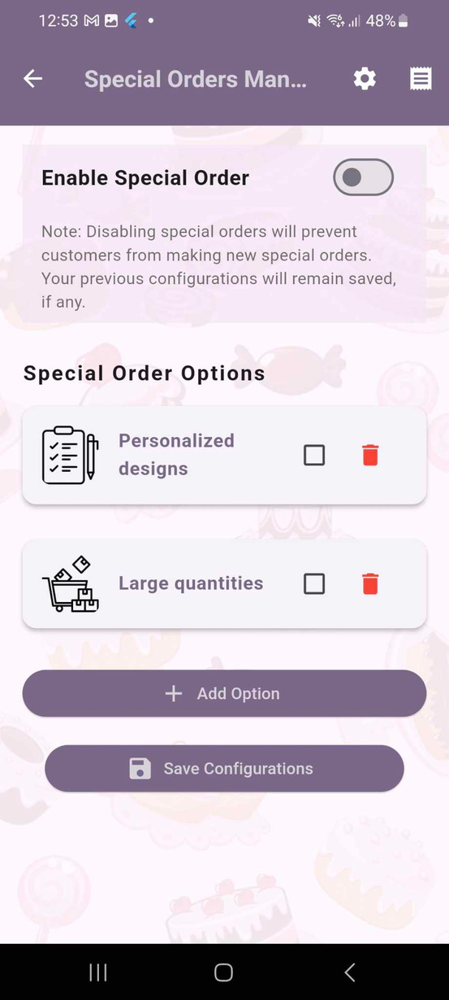 12:53
48%
Special Orders Man...
Enable Special Order
Note: Disabling special orders will prevent
customers from making new special orders.
Your previous configurations will remain saved,
if any.
Special Order Options
Personalized
designs
Large quantities
Add Option
Save Configurations